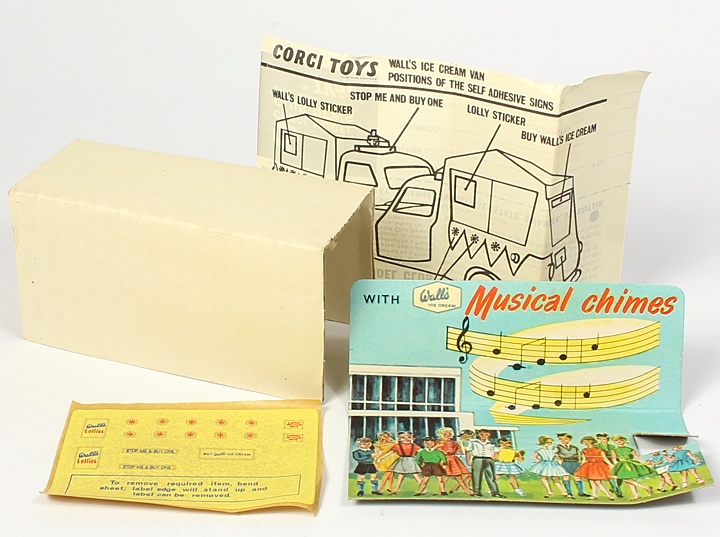 CORGI TOYS
WALL'S ICE CREAM VAN
POSITIONS OF THE SELF ADHESIVE SIGNS
WALL'S LOLLY STICKER
STOP ME AND BUY ONE
LOLLY STICKER
BUY WALL'S ICE CREAM
WITH Wall's ICE CREAM Musical chimes
Wall's Lollies
Wall's Lollies
STOP ME & BUY ONE
BUY Wall's ICE CREAM
STOP ME & BUY ONE
To remove required item, bend
sheet, label edge will stand up and
label can be removed.